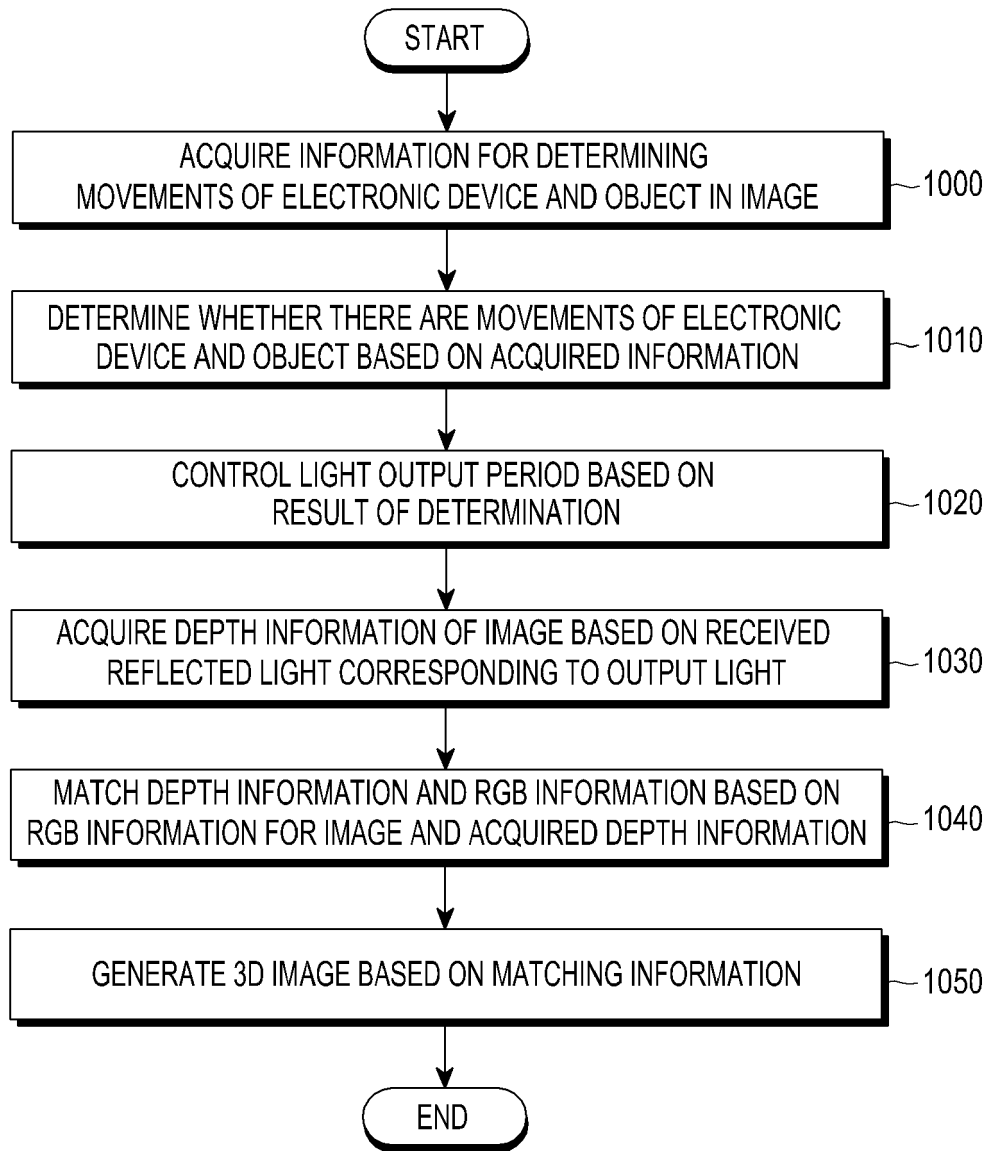 START
ACQUIRE INFORMATION FOR DETERMINING
MOVEMENTS OF ELECTRONIC DEVICE AND OBJECT IN IMAGE
1000
DETERMINE WHETHER THERE ARE MOVEMENTS OF ELECTRONIC
DEVICE AND OBJECT BASED ON ACQUIRED INFORMATION
1010
CONTROL LIGHT OUTPUT PERIOD BASED ON
RESULT OF DETERMINATION
1020
ACQUIRE DEPTH INFORMATION OF IMAGE BASED ON RECEIVED
REFLECTED LIGHT CORRESPONDING TO OUTPUT LIGHT
1030
MATCH DEPTH INFORMATION AND RGB INFORMATION BASED ON
RGB INFORMATION FOR IMAGE AND ACQUIRED DEPTH INFORMATION
1040
GENERATE 3D IMAGE BASED ON MATCHING INFORMATION
1050
END